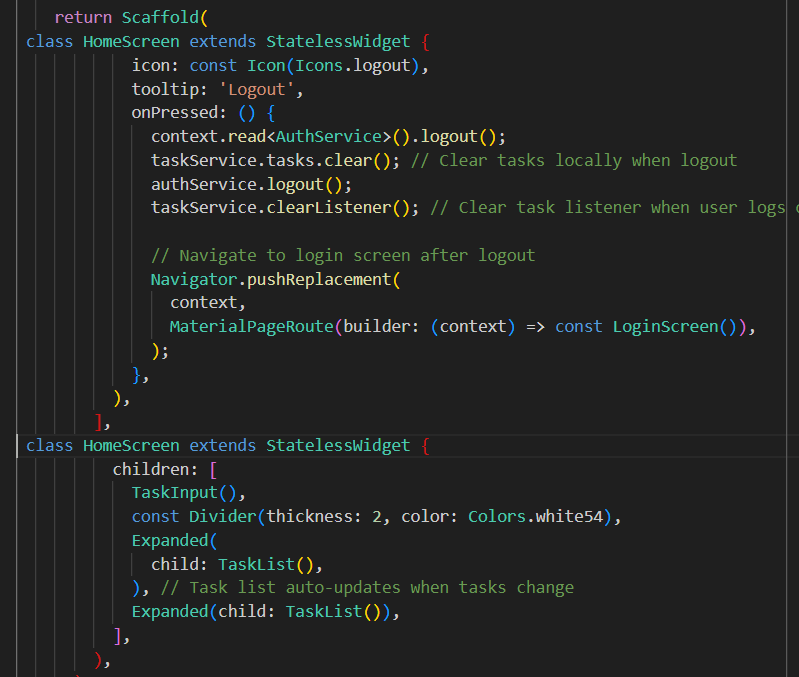 return Scaffold(
class HomeScreen extends StatelessWidget {
icon: const Icon(Icons.logout),
tooltip: 'Logout',
onPressed: () {
context.read<AuthService>().logout();
taskService.tasks.clear(); // Clear tasks locally when logout
authService.logout();
taskService.clearListener(); // Clear task listener when user logs
// Navigate to login screen after logout
Navigator.pushReplacement(
context,
MaterialPageRoute(builder: (context) => const LoginScreen()),
);
},
),
],
class HomeScreen extends StatelessWidget {
children: [
TaskInput(),
const Divider(thickness: 2, color: Colors.white54),
Expanded(
child: TaskList(),
), // Task list auto-updates when tasks change
Expanded(child: TaskList()),
],
),